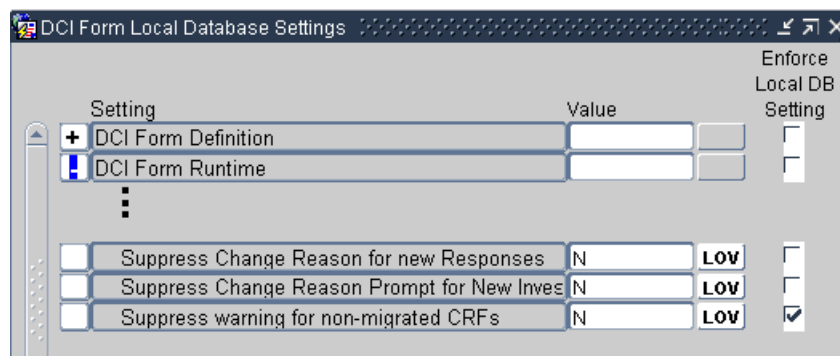 DCI Form Local Database Settings
Enforce
Local DB
Setting Value Setting
+ DCI Form Definition
- DCI Form Runtime
Suppress Change Reason for new Responses N LOV
Suppress Change Reason Prompt for New Inves N LOV
Suppress warning for non-migrated CRFs N LOV